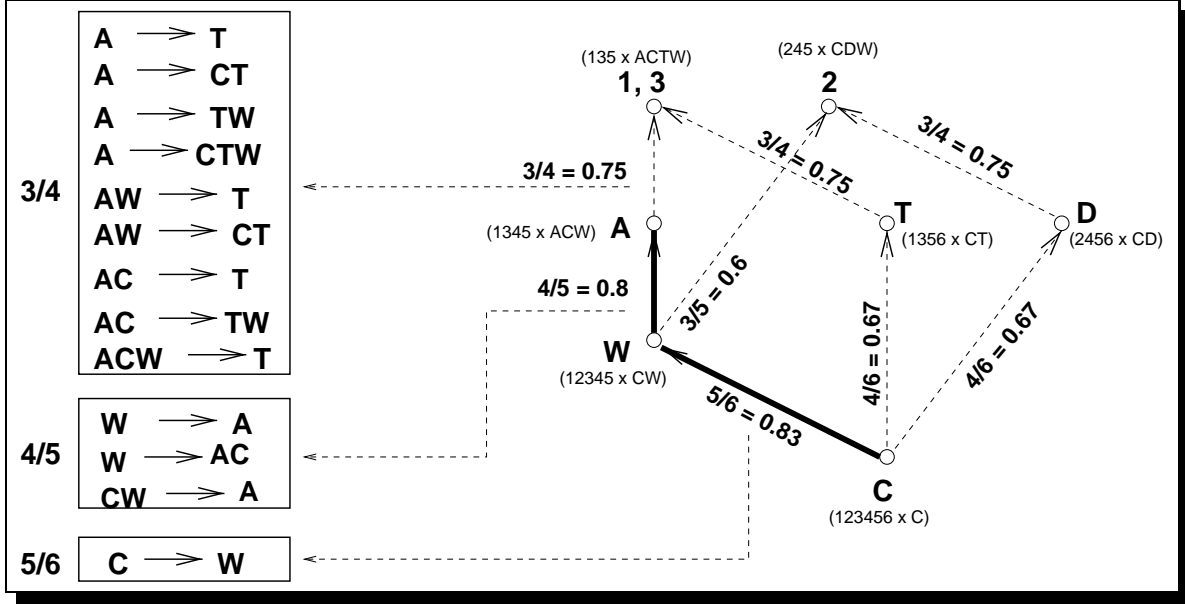 3/4
A → T
A → CT
A → TW
A → CTW
AW → T
AW → CT
AC → T
AC → TW
ACW → T
4/5
W → A
W → AC
CW → A
5/6
C → W
(135 x ACTW)
1, 3
(245 x CDW)
2
3/4 = 0.75
3/4 = 0.75
3/4 = 0.75
(1345 x ACW) A
T
(1356 x CT)
D
(2456 x CD)
4/5 = 0.8
3/5 = 0.6
4/6 = 0.67
4/6 = 0.67
W
(12345 x CW)
5/6 = 0.83
C
(123456 x C)